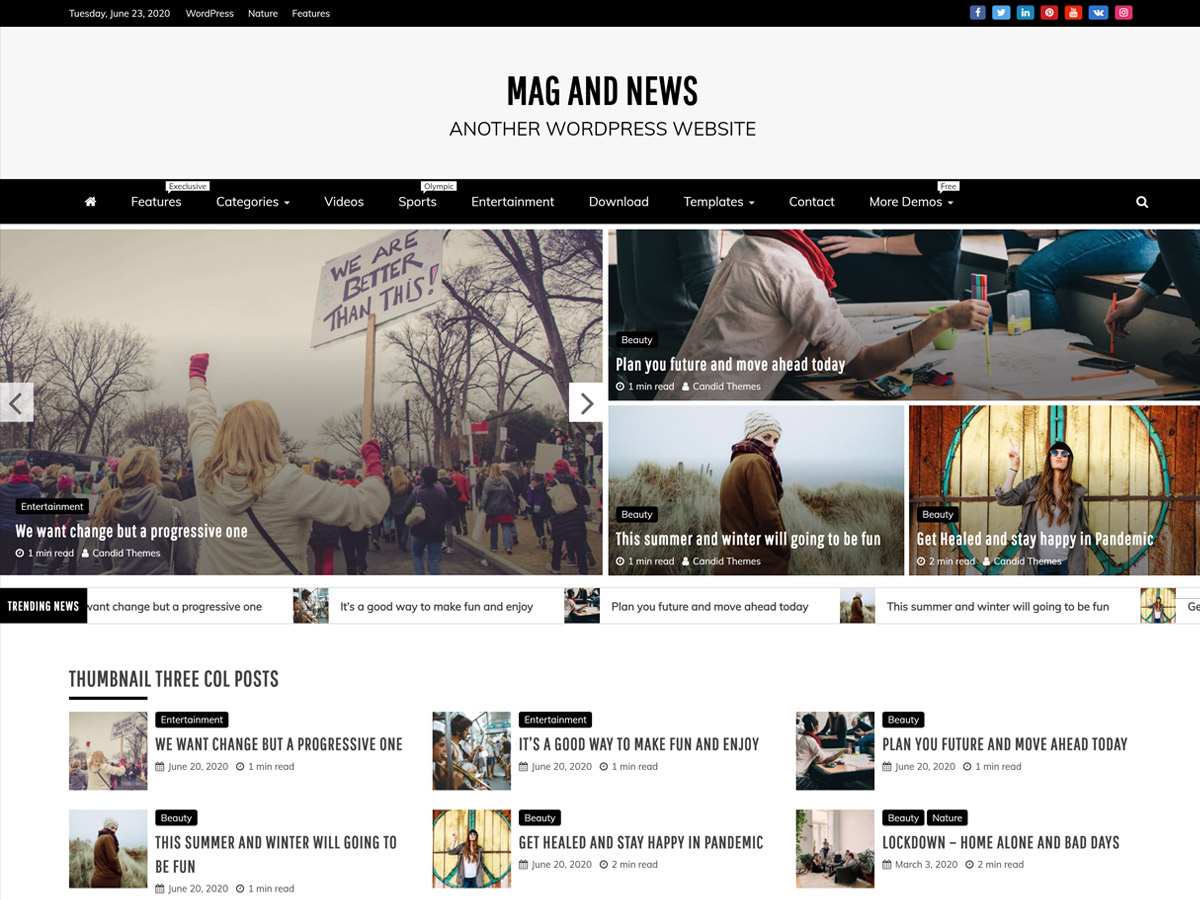 Tuesday, June 23, 2020 WordPress Nature Features
MAG AND NEWS
ANOTHER WORDPRESS WEBSITE
Execlusive Olympic Free
Features Categories Videos Sports Entertainment Download Templates Contact More Demos
WE ARE
BETTER
THAN THIS!
Entertainment
We want change but a progressive one
1 min read Candid Themes
Beauty
Plan you future and move ahead today
1 min read Candid Themes
Beauty
This summer and winter will going to be fun
1 min read Candid Themes
Beauty
Get Healed and stay happy in Pandemic
2 min read Candid Themes
TRENDING NEWS want change but a progressive one It's a good way to make fun and enjoy Plan you future and move ahead today This summer and winter will going to be fun Ge
THUMBNAIL THREE COL POSTS
Entertainment
WE WANT CHANGE BUT A PROGRESSIVE ONE
June 20, 2020 1 min read
Entertainment
IT'S A GOOD WAY TO MAKE FUN AND ENJOY
June 20, 2020 1 min read
Beauty
PLAN YOU FUTURE AND MOVE AHEAD TODAY
June 20, 2020 1 min read
Beauty
THIS SUMMER AND WINTER WILL GOING TO
BE FUN
June 20, 2020 1 min read
Beauty
GET HEALED AND STAY HAPPY IN PANDEMIC
June 20, 2020 2 min read
Beauty Nature
LOCKDOWN – HOME ALONE AND BAD DAYS
March 3, 2020 2 min read